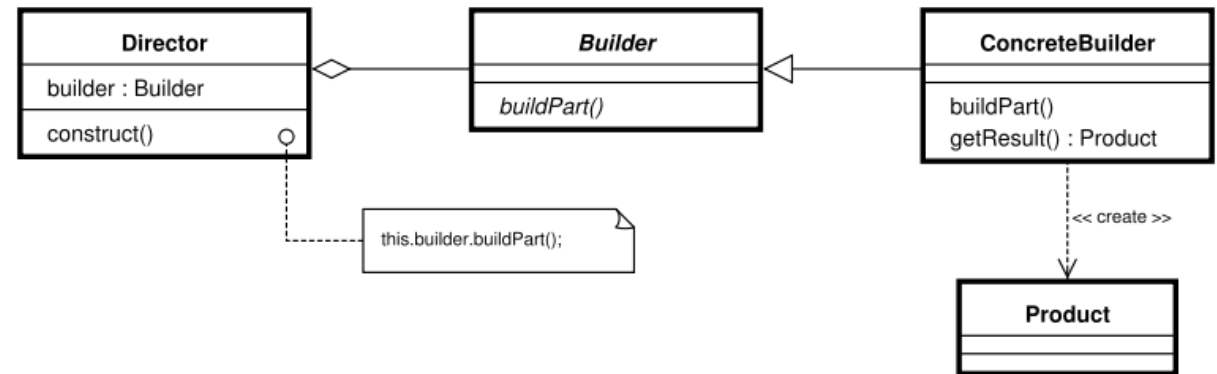 Director
builder : Builder
construct()
Builder
buildPart()
ConcreteBuilder
buildPart()
getResult() : Product
this.builder.buildPart();
<< create >>
Product